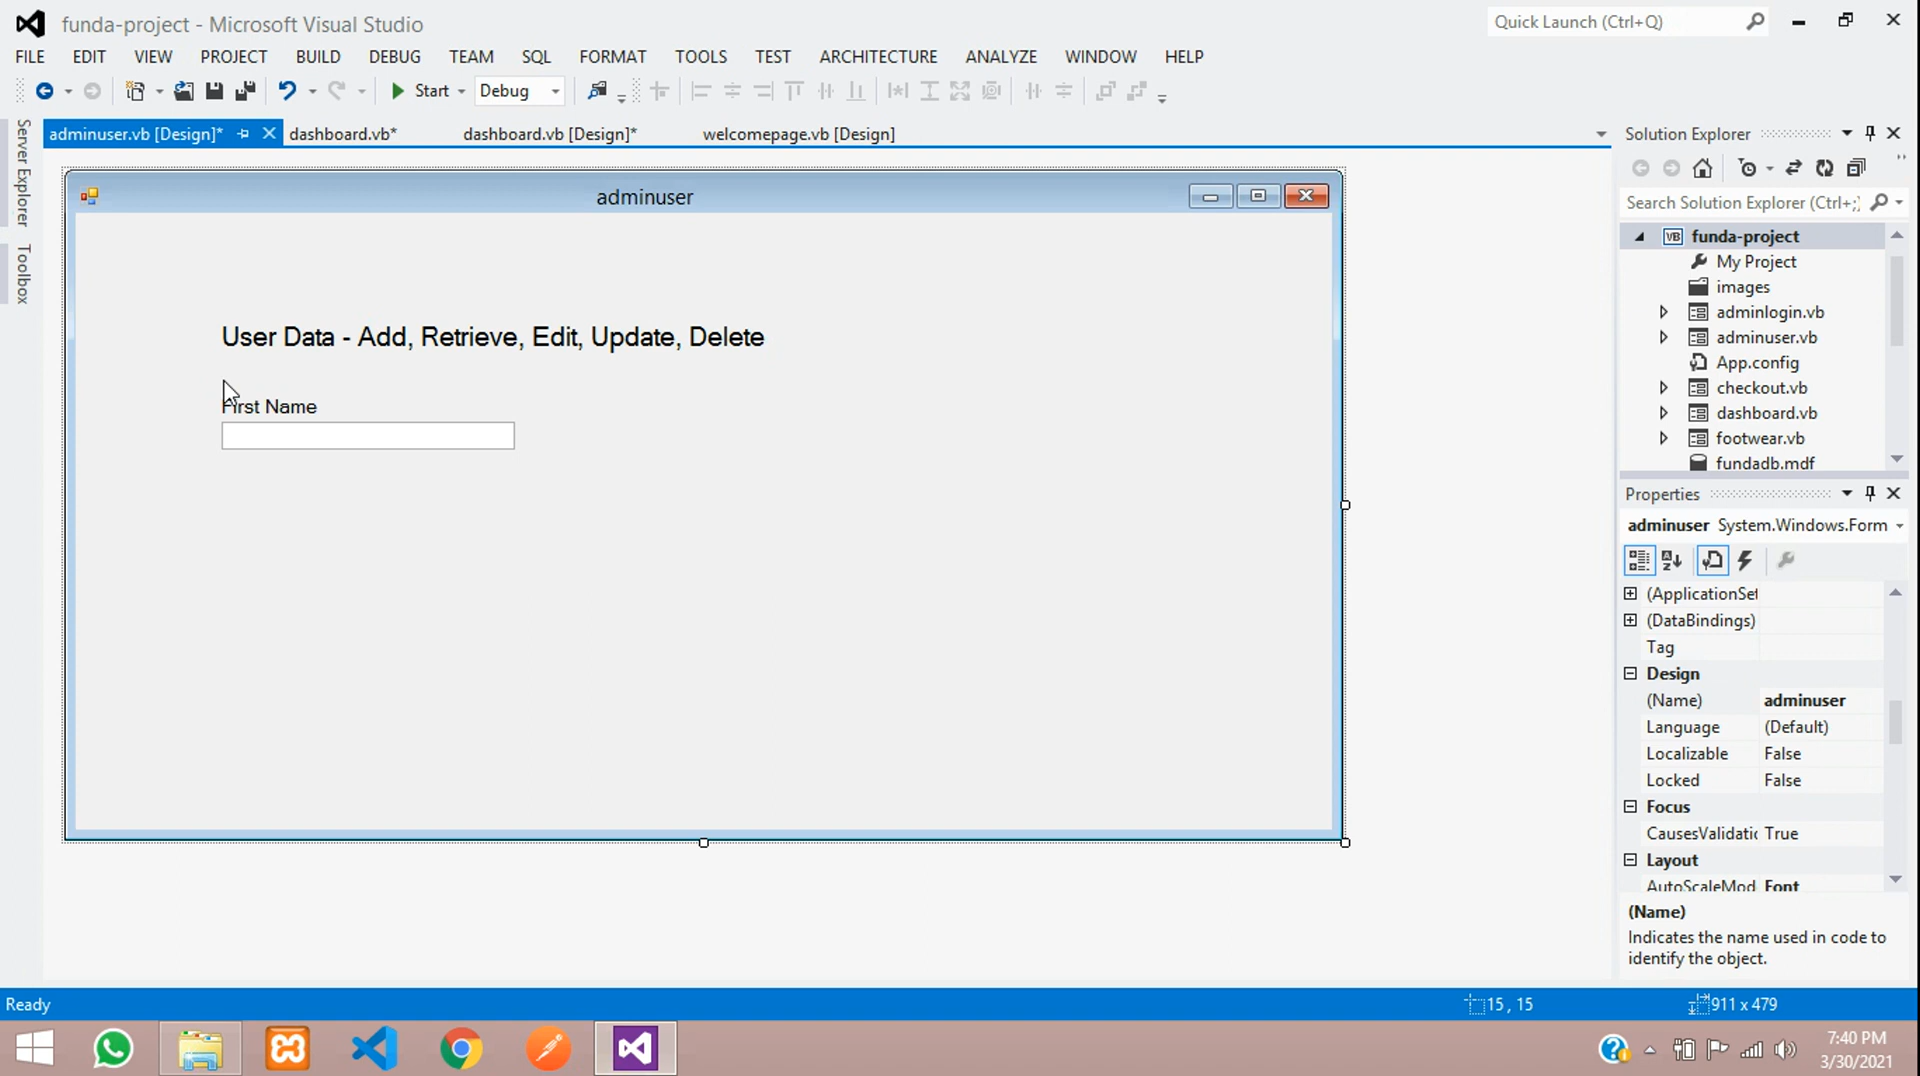 funda-project - Microsoft Visual Studio
Quick Launch (Ctrl+Q)
FILE EDIT VIEW PROJECT BUILD DEBUG TEAM SQL FORMAT TOOLS TEST ARCHITECTURE ANALYZE WINDOW HELP
Start Debug
adminuser.vb [Design]* dashboard.vb* dashboard.vb [Design]* welcomepage.vb [Design]
Server Explorer
Toolbox
adminuser
User Data - Add, Retrieve, Edit, Update, Delete
First Name
Solution Explorer
Search Solution Explorer (Ctrl+;)
VB funda-project
My Project
images
adminlogin.vb
adminuser.vb
App.config
checkout.vb
dashboard.vb
footwear.vb
fundadb.mdf
Properties
adminuser System.Windows.Form
(ApplicationSet
(DataBindings)
Tag
Design
(Name) adminuser
Language (Default)
Localizable False
Locked False
Focus
CausesValidatic True
Layout
AutoScaleMod Font
(Name)
Indicates the name used in code to
identify the object.
Ready
15 , 15
911 x 479
7:40 PM
3/30/2021